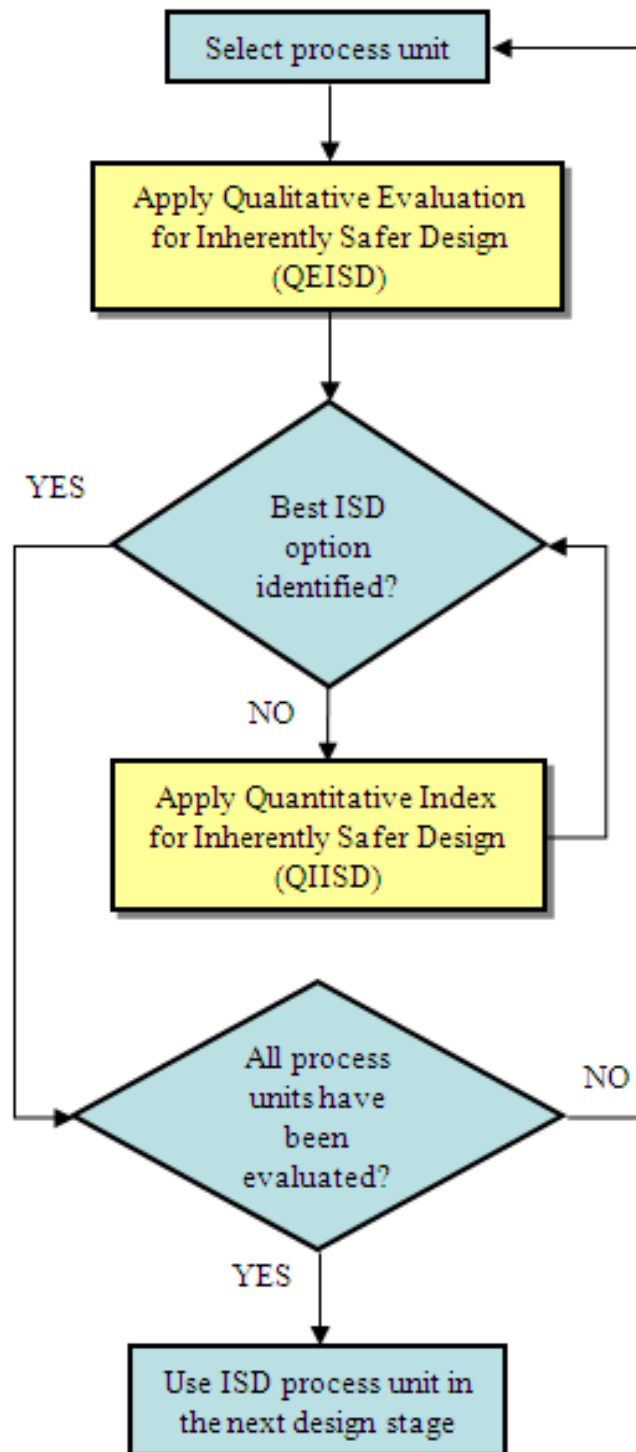 Select process unit
Apply Qualitative Evaluation
for Inherently Safer Design
(QEISD)
YES
Best ISD
option
identified?
NO
Apply Quantitative Index
for Inherently Safer Design
(QIISD)
All process
units have
been
evaluated?
NO
YES
Use ISD process unit in
the next design stage